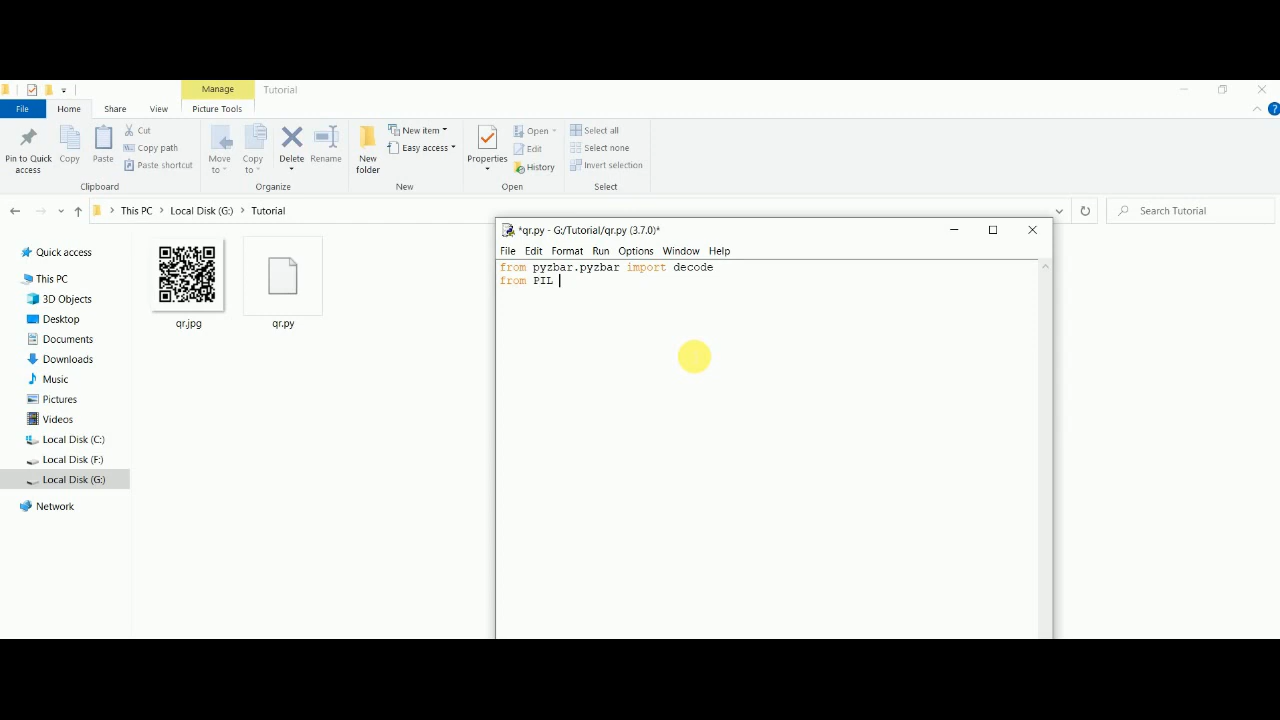 Manage
Tutorial
File
Home
Share
View
Picture Tools
?
Pin to Quick access
Copy
Paste
Cut
Copy path
Paste shortcut
Clipboard
Move to
Copy to
Delete
Rename
Organize
New folder
New item
Easy access
New
Properties
Open
Edit
History
Open
Select all
Select none
Invert selection
Select
This PC > Local Disk (G:) > Tutorial
Search Tutorial
Quick access
This PC
3D Objects
Desktop
Documents
Downloads
Music
Pictures
Videos
Local Disk (C:)
Local Disk (F:)
Local Disk (G:)
Network
qr.jpg
qr.py
*qr.py - G:/Tutorial/qr.py (3.7.0)*
File Edit Format Run Options Window Help
from pyzbar.pyzbar import decode
from PIL